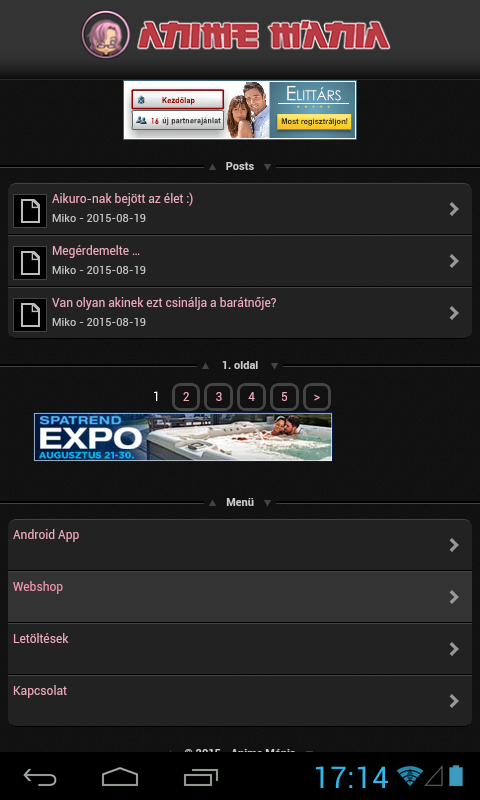 ANIME MÁNIA
Kezdőlap
16 új partnerajánlat
ELITTÁRS
Most regisztráljon!
Posts
Aikuro-nak bejött az élet :)
Miko - 2015-08-19
Megérdemelte ...
Miko - 2015-08-19
Van olyan akinek ezt csinálja a barátnője?
Miko - 2015-08-19
1. oldal
1 2 3 4 5 >
SPATREND
EXPO
AUGUSZTUS 21-30.
Menü
Android App
Webshop
Letöltések
Kapcsolat
© 2015 - Anime Mánia
17:14